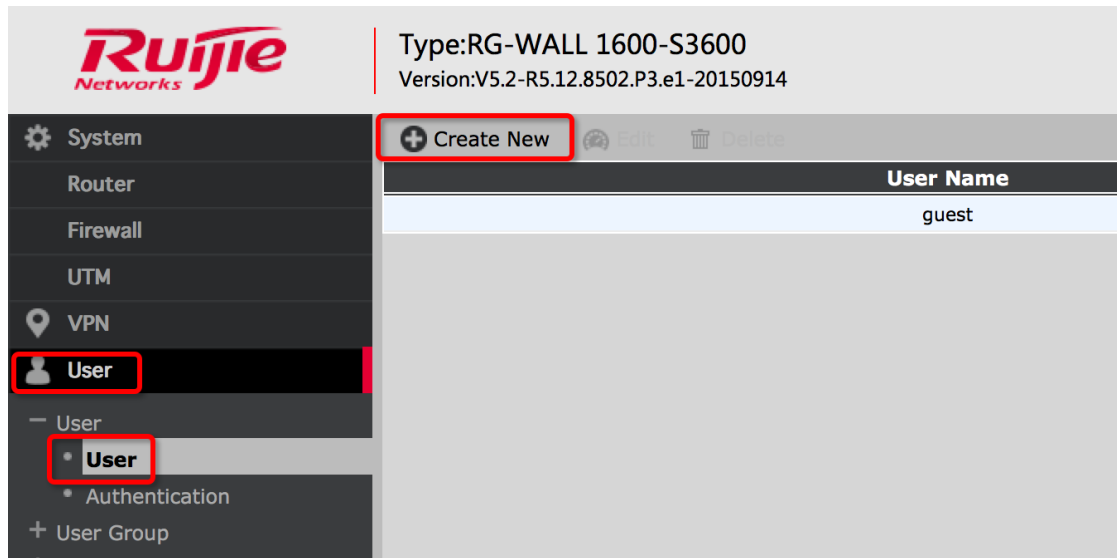 Ruijie
Networks
Type:RG-WALL 1600-S3600
Version:V5.2-R5.12.8502.P3.e1-20150914
System
Create New Edit Delete
Router
User Name
Firewall
guest
UTM
VPN
User
User
User
Authentication
User Group